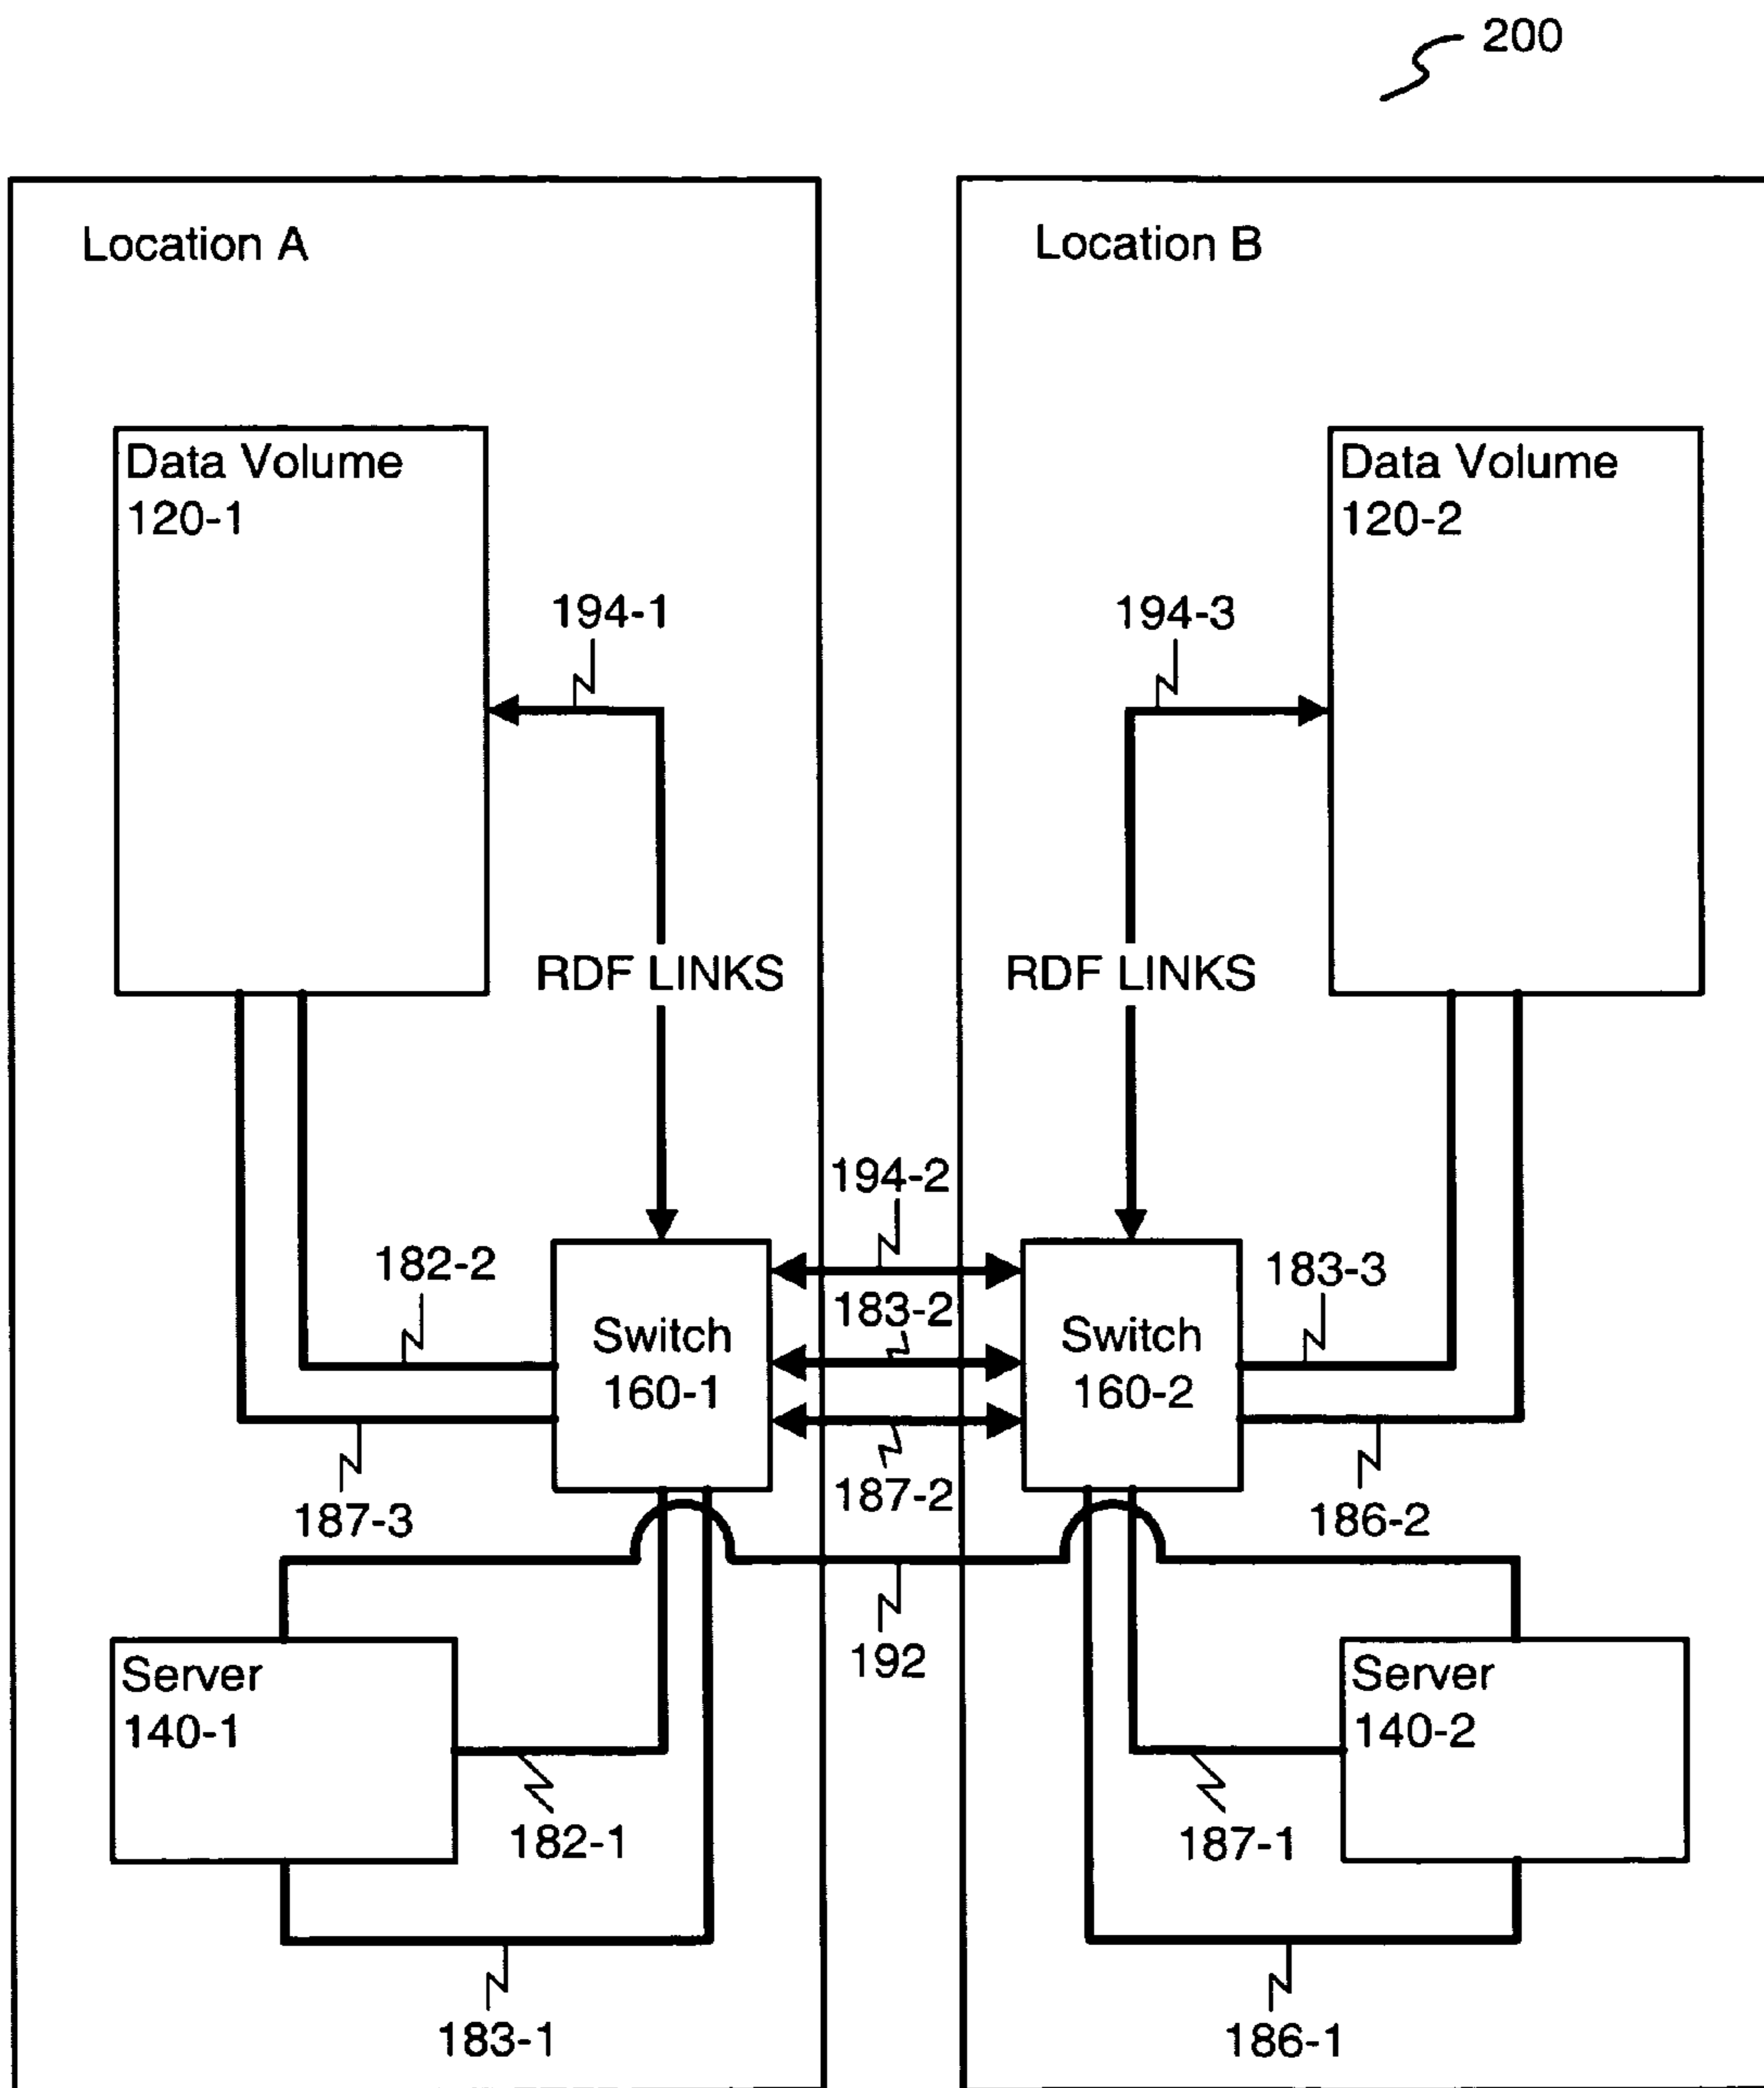 200
Location A
Location B
Data Volume
120-1
Data Volume
120-2
194-1
194-3
RDF LINKS
RDF LINKS
194-2
182-2
183-2
183-3
Switch
160-1
Switch
160-2
187-3
187-2
186-2
192
Server
140-1
Server
140-2
182-1
187-1
183-1
186-1